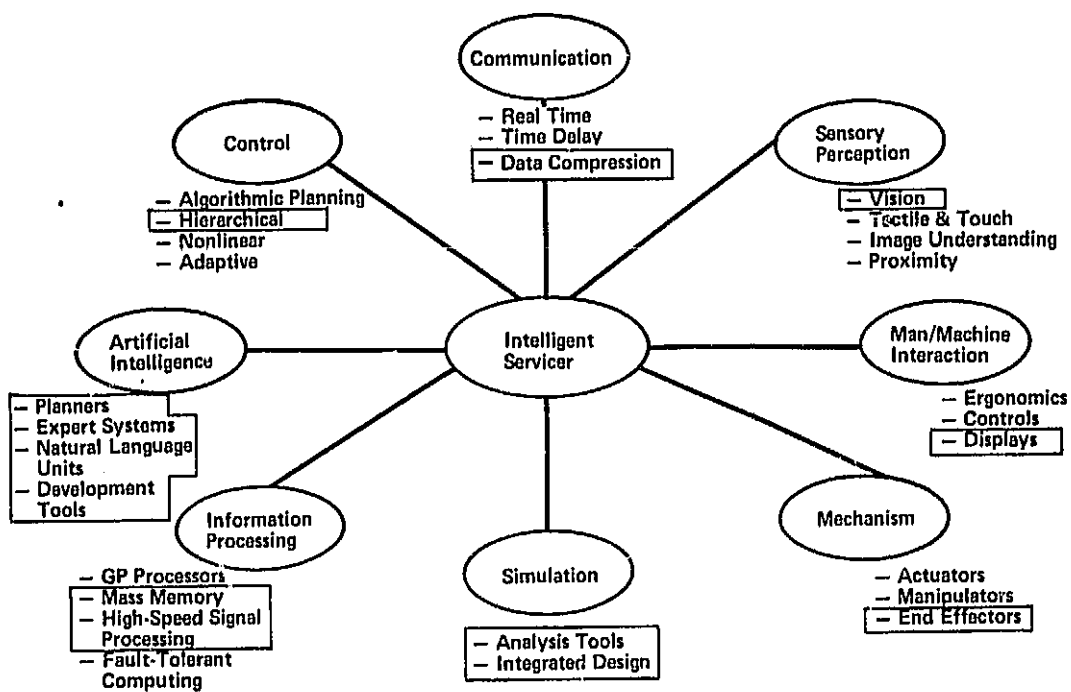 Communication
– Real Time
– Time Delay
– Data Compression
Control
– Algorithmic Planning
– Hierarchical
– Nonlinear
– Adaptive
Sensory
Perception
– Vision
– Tactile & Touch
– Image Understanding
– Proximity
Artificial
Intelligence
– Planners
– Expert Systems
– Natural Language
Units
– Development
Tools
Intelligent
Servicer
Man/Machine
Interaction
– Ergonomics
– Controls
– Displays
Information
Processing
– GP Processors
– Mass Memory
– High-Speed Signal
Processing
– Fault-Tolerant
Computing
Simulation
– Analysis Tools
– Integrated Design
Mechanism
– Actuators
– Manipulators
– End Effectors